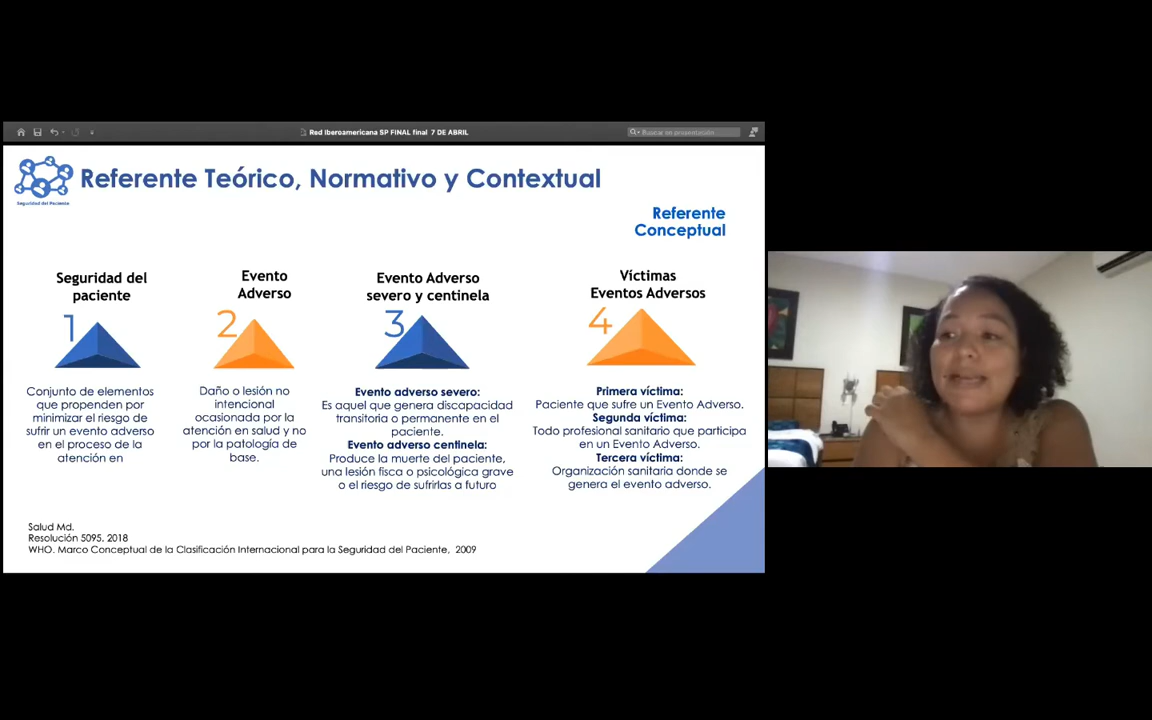 Red Iberoamericana SP FINAL final 7 DE ABRIL
Buscar en presentación
Referente Teórico, Normativo y Contextual
Seguridad del Paciente
Referente
Conceptual
Seguridad del
paciente
1
Conjunto de elementos
que propenden por
minimizar el riesgo de
sufrir un evento adverso
en el proceso de la
atención en
Evento
Adverso
2
Daño o lesión no
intencional
ocasionada por la
atención en salud y no
por la patología de
base.
Evento Adverso
severo y centinela
3
Evento adverso severo:
Es aquel que genera discapacidad
transitoria o permanente en el
paciente.
Evento adverso centinela:
Produce la muerte del paciente,
una lesión fisca o psicológica grave
o el riesgo de sufrirlas a futuro
Víctimas
Eventos Adversos
4
Primera víctima:
Paciente que sufre un Evento Adverso.
Segunda víctima:
Todo profesional sanitario que participa
en un Evento Adverso.
Tercera víctima:
Organización sanitaria donde se
genera el evento adverso.
Salud Md.
Resolución 5095. 2018
WHO. Marco Conceptual de la Clasificación Internacional para la Seguridad del Paciente, 2009